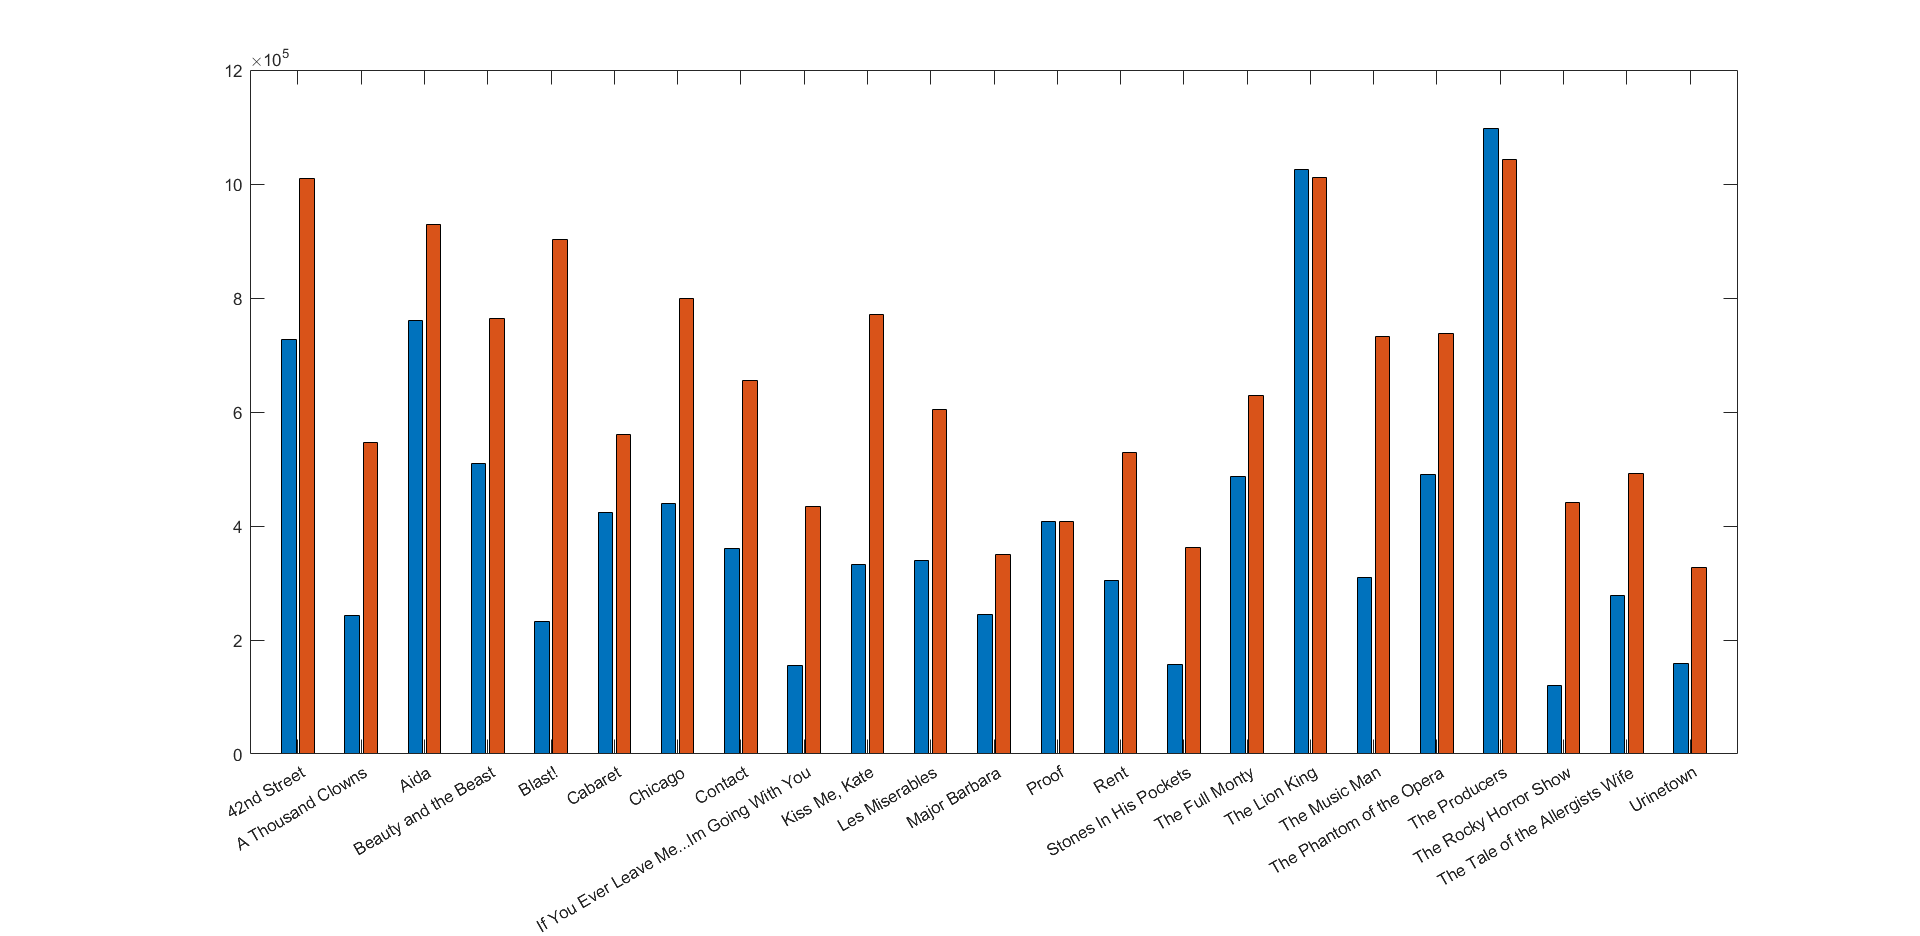 ×10⁵
12
10
8
6
4
2
0
42nd Street
A Thousand Clowns
Aida
Beauty and the Beast
Blast!
Cabaret
Chicago
Contact
If You Ever Leave Me...Im Going With You
Kiss Me, Kate
Les Miserables
Major Barbara
Proof
Rent
Stones In His Pockets
The Full Monty
The Lion King
The Music Man
The Phantom of the Opera
The Producers
The Rocky Horror Show
The Tale of the Allergists Wife
Urinetown